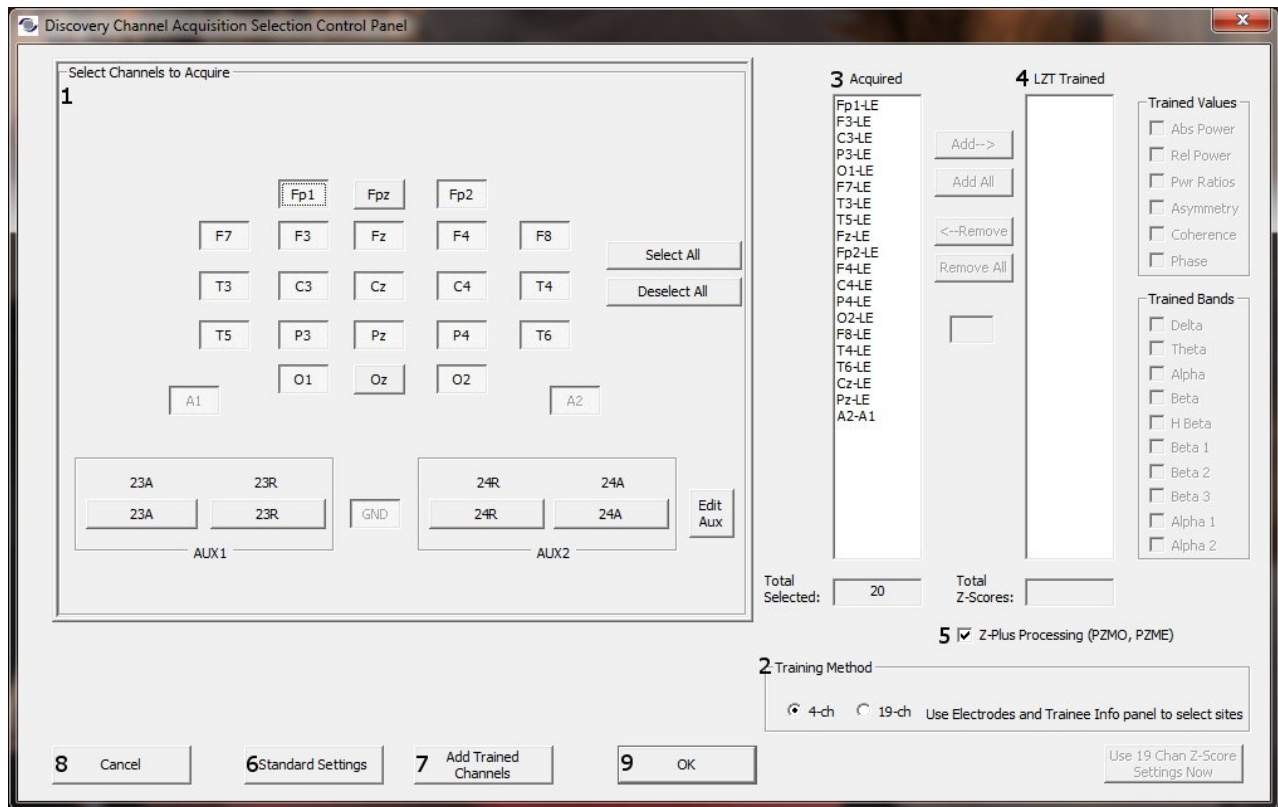 Discovery Channel Acquisition Selection Control Panel
Select Channels to Acquire
1
Fp1 Fpz Fp2
F7 F3 Fz F4 F8
T3 C3 Cz C4 T4
T5 P3 Pz P4 T6
O1 Oz O2
A1 A2
Select All
Deselect All
23A 23R 24R 24A
23A 23R GND 24R 24A
AUX1 AUX2
Edit
Aux
3 Acquired
Fp1-LE
F3-LE
C3-LE
P3-LE
O1-LE
F7-LE
T3-LE
T5-LE
Fz-LE
Fp2-LE
F4-LE
C4-LE
P4-LE
O2-LE
F8-LE
T4-LE
T6-LE
Cz-LE
Pz-LE
A2-A1
Add-->
Add All
<--Remove
Remove All
4 LZT Trained
Trained Values
Abs Power
Rel Power
Pwr Ratios
Asymmetry
Coherence
Phase
Trained Bands
Delta
Theta
Alpha
Beta
H Beta
Beta 1
Beta 2
Beta 3
Alpha 1
Alpha 2
Total
Selected: 20
Total
Z-Scores:
5 Z-Plus Processing (PZMO, PZME)
2 Training Method
4-ch 19-ch Use Electrodes and Trainee Info panel to select sites
8 Cancel
6 Standard Settings
7 Add Trained
Channels
9 OK
Use 19 Chan Z-Score
Settings Now